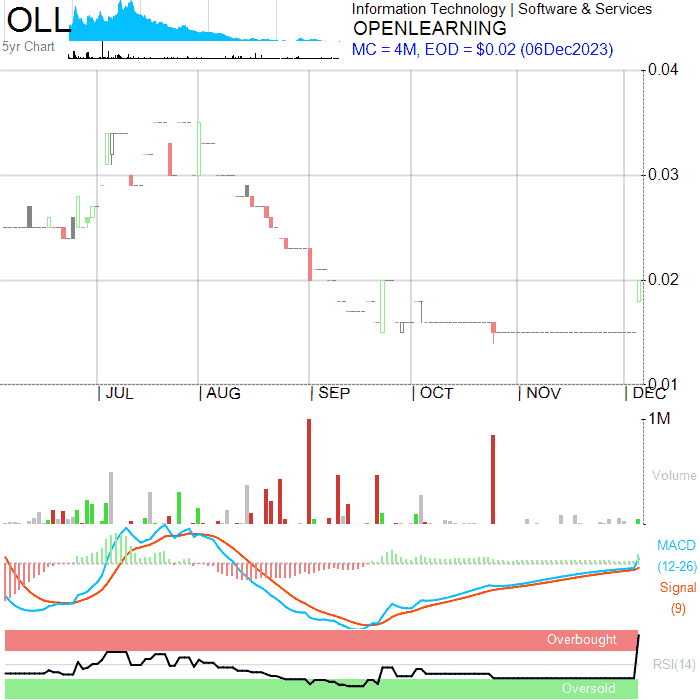 OLL
5yr Chart
Information Technology | Software & Services
OPENLEARNING
MC = 4M, EOD = $0.02 (06Dec2023)
0.04
0.03
0.02
0.01
JUL
AUG
SEP
OCT
NOV
DEC
1M
Volume
MACD
(12-26)
Signal
(9)
Overbought
RSI(14)
Oversold